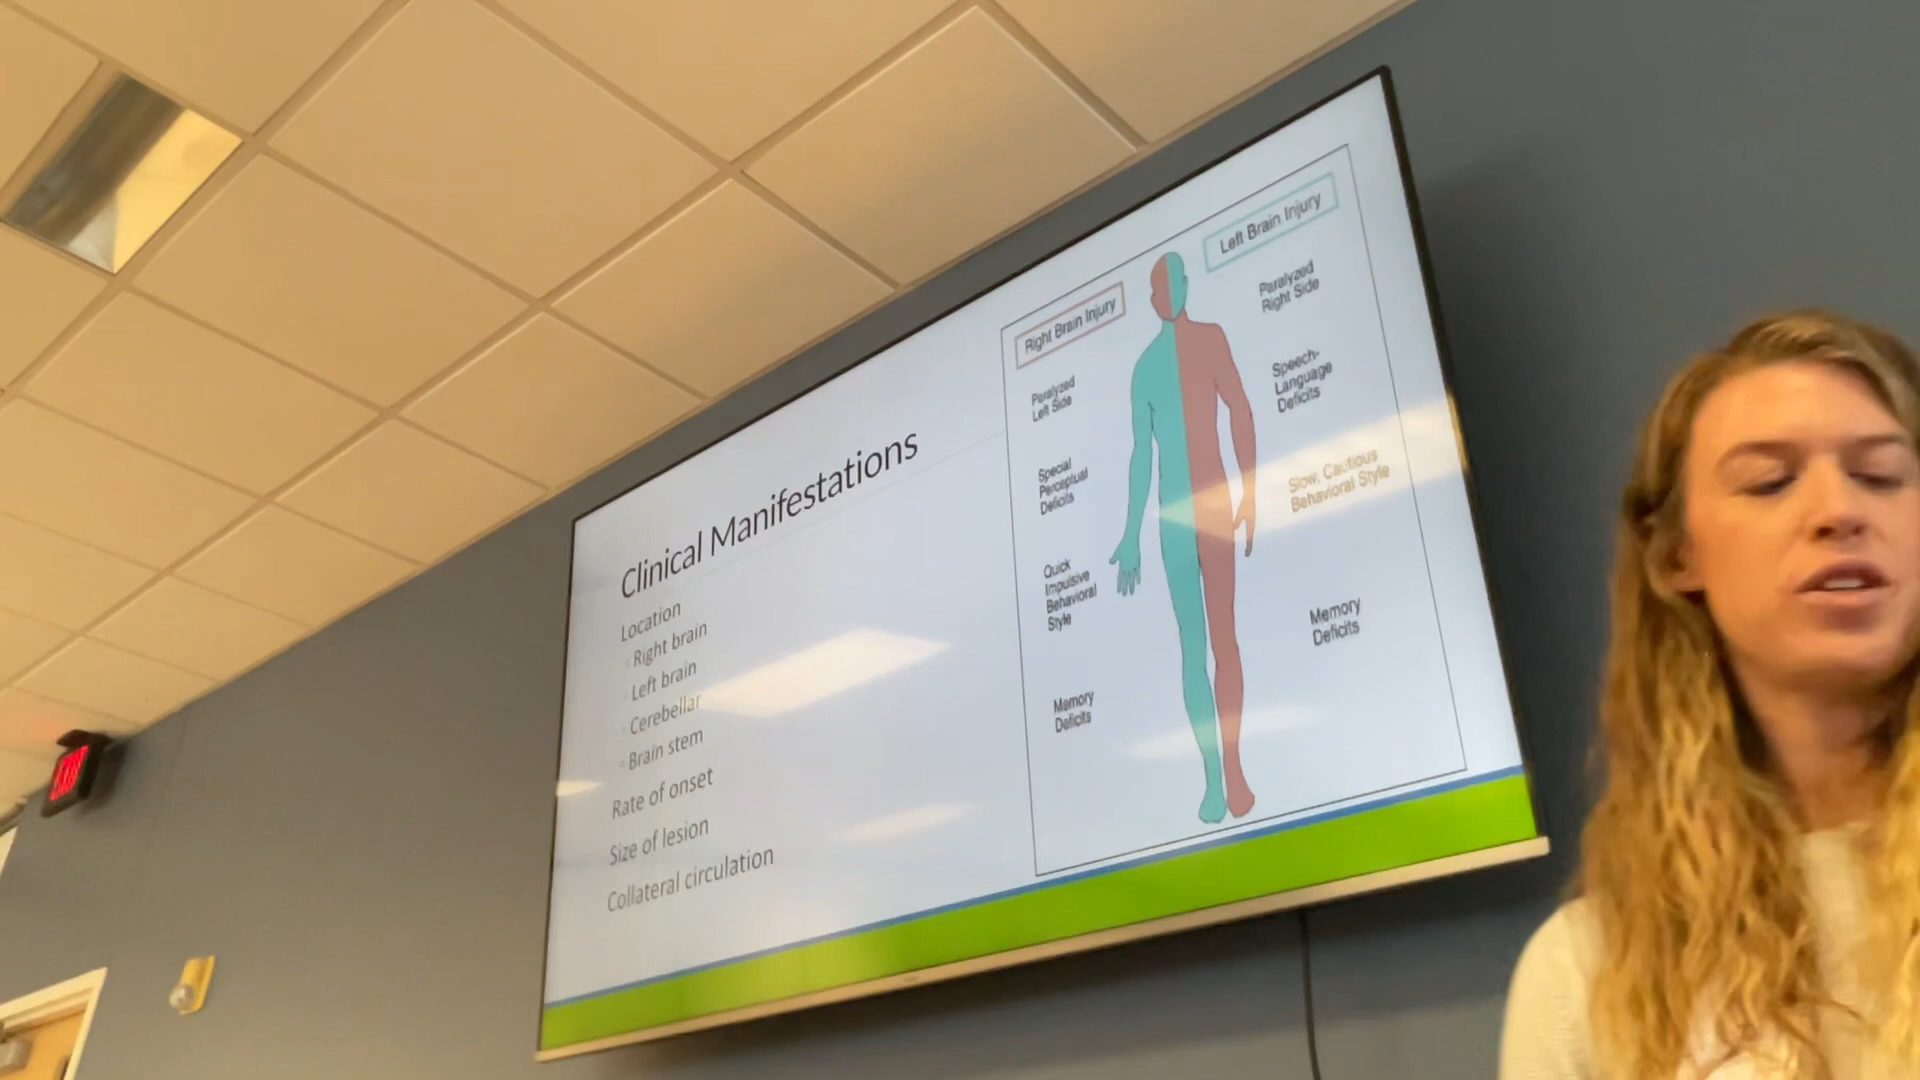 Clinical Manifestations
Location
Right brain
Left brain
Cerebellar
Brain stem
Rate of onset
Size of lesion
Collateral circulation
Right Brain Injury
Paralyzed
Left Side
Special
Perceptual
Deficits
Quick
Impulsive
Behavioral
Style
Memory
Deficits
Left Brain Injury
Paralyzed
Right Side
Speech-
Language
Deficits
Slow, Cautious
Behavioral Style
Memory
Deficits
EXIT